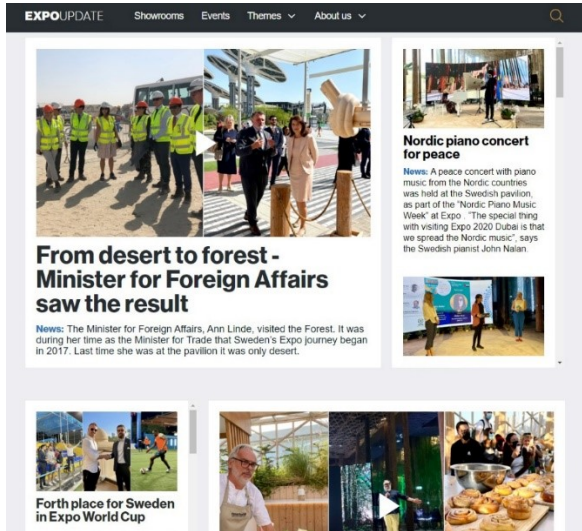 EXPOUPDATE
Showrooms
Events
Themes
About us
From desert to forest -
Minister for Foreign Affairs
saw the result
News: The Minister for Foreign Affairs, Ann Linde, visited the Forest. It was
during her time as the Minister for Trade that Sweden's Expo journey began
in 2017. Last time she was at the pavilion it was only desert.
Nordic piano concert
for peace
News: A peace concert with piano
music from the Nordic countries
was held at the Swedish pavilion,
as part of the "Nordic Piano Music
Week" at Expo . "The special thing
with visiting Expo 2020 Dubai is that
we spread the Nordic music", says
the Swedish pianist John Nalan.
Forth place for Sweden
in Expo World Cup